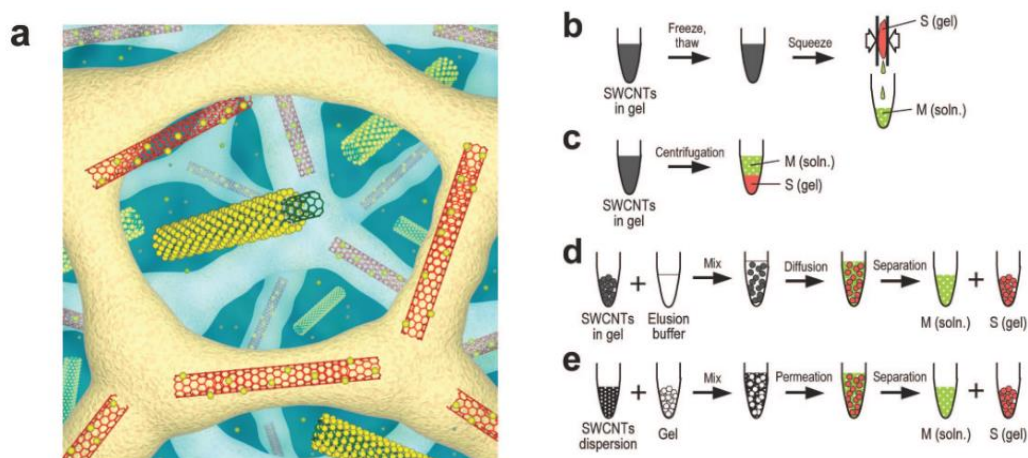 a
b
Freeze,
thaw
Squeeze
S (gel)
SWCNTs
in gel
M (soln.)
c
Centrifugation
M (soln.)
S (gel)
SWCNTs
in gel
d
Mix
Diffusion
Separation
SWCNTs
in gel
Elusion
buffer
M (soln.)
S (gel)
e
Mix
Permeation
Separation
SWCNTs
dispersion
Gel
M (soln.)
S (gel)